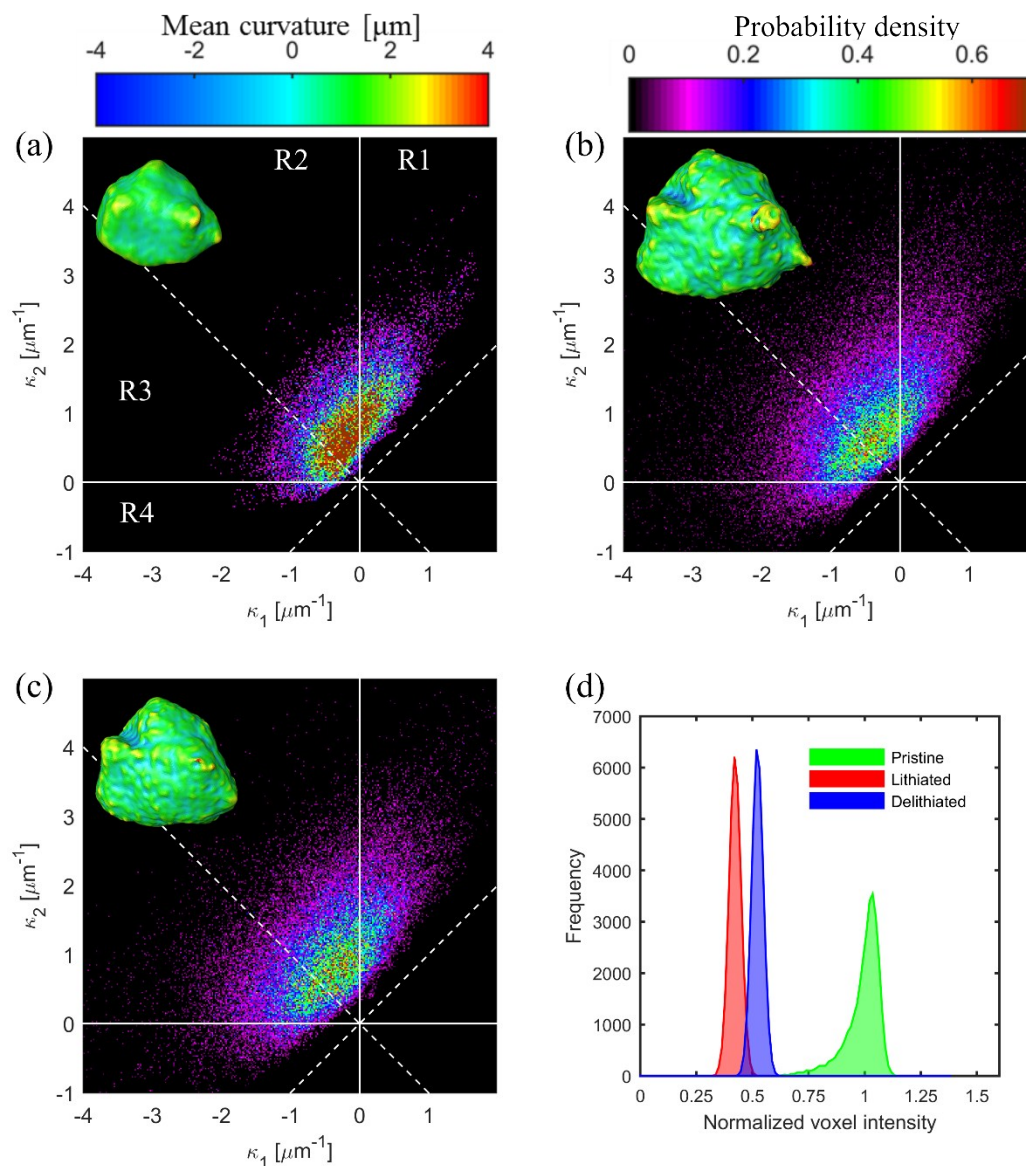 Mean curvature [μm]
-4 -2 0 2 4
Probability density
0 0.2 0.4 0.6
(a)
R2 R1
R3
R4
4
3
2
1
0
-1
κ2 [μm-1]
-4 -3 -2 -1 0 1
κ1 [μm-1]
(b)
4
3
2
1
0
-1
κ2 [μm-1]
-4 -3 -2 -1 0 1
κ1 [μm-1]
(c)
4
3
2
1
0
-1
κ2 [μm-1]
-4 -3 -2 -1 0 1
κ1 [μm-1]
(d)
7000
6000
5000
4000
3000
2000
1000
0
Frequency
Pristine
Lithiated
Delithiated
0 0.25 0.5 0.75 1 1.25 1.5
Normalized voxel intensity